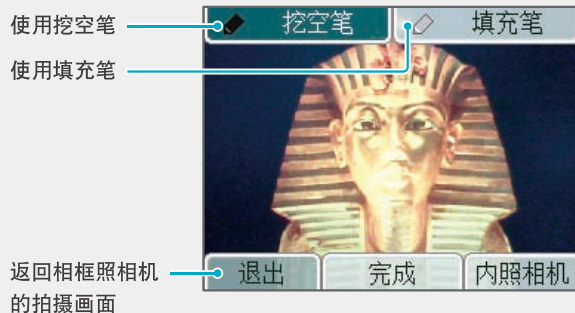 使用挖空笔
使用填充笔
挖空笔
填充笔
返回相框照相机
的拍摄画面
退出
完成
内照相机